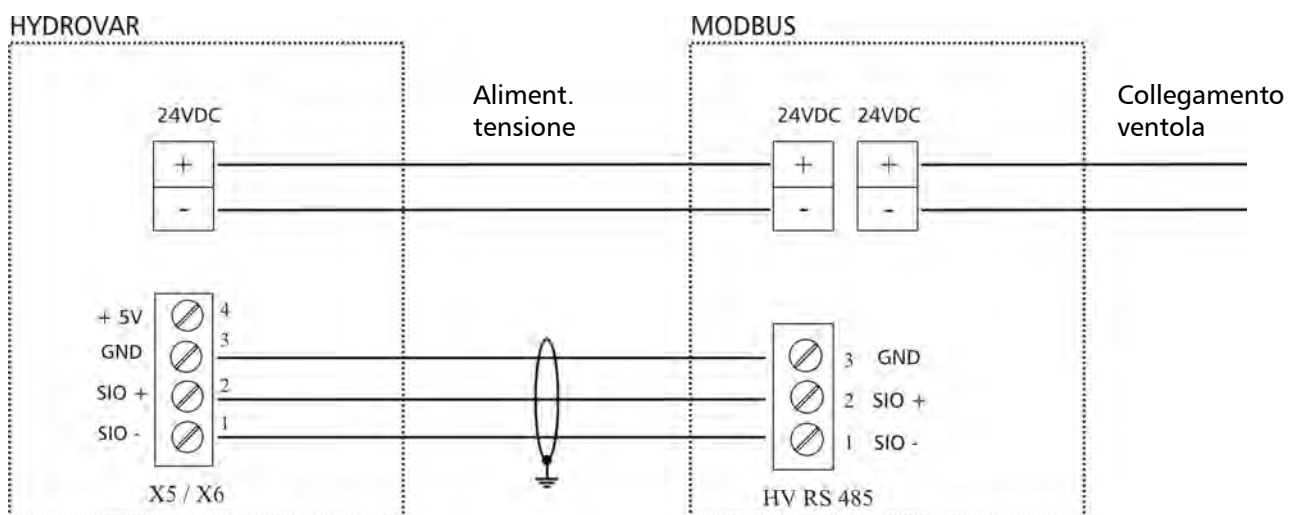 HYDROVAR
MODBUS
Aliment.
tensione
Collegamento
ventola
24VDC
24VDC 24VDC
+
+
+
-
-
-
+ 5V 4
GND 3
SIO + 2
SIO - 1
3 GND
2 SIO +
1 SIO -
X5 / X6
HV RS 485